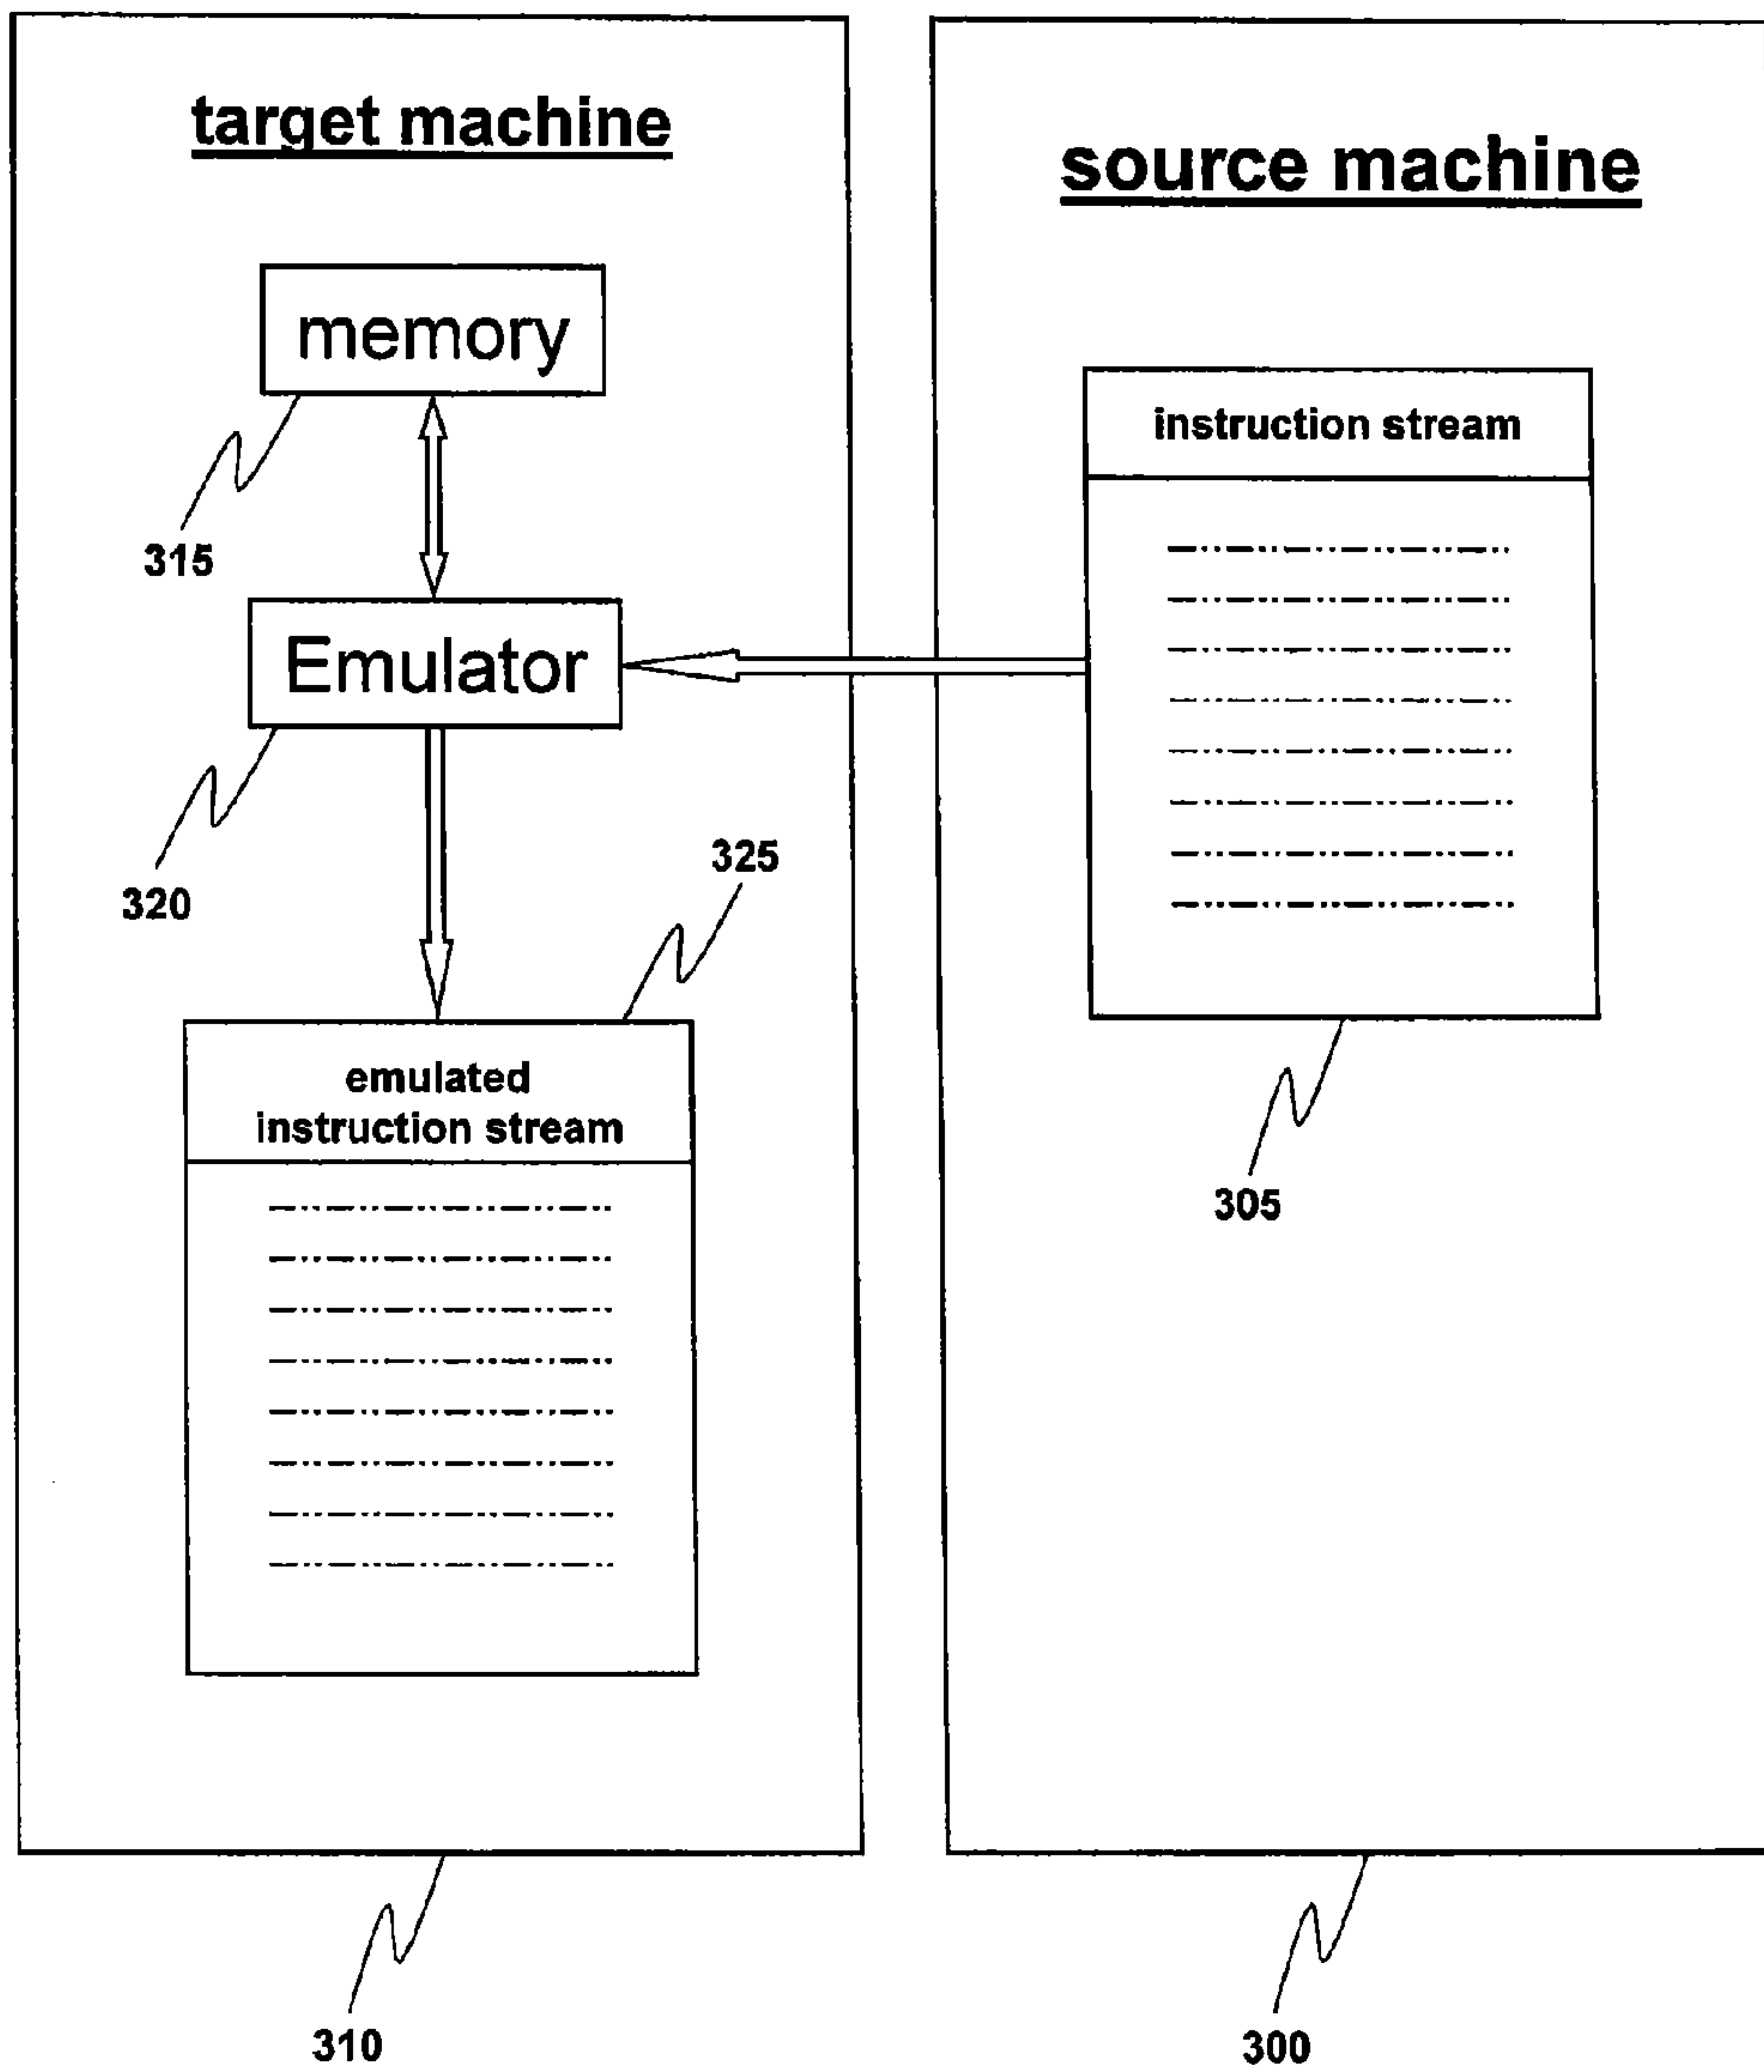 target machine
memory
315
Emulator
320
325
emulated
instruction stream
310
source machine
instruction stream
305
300